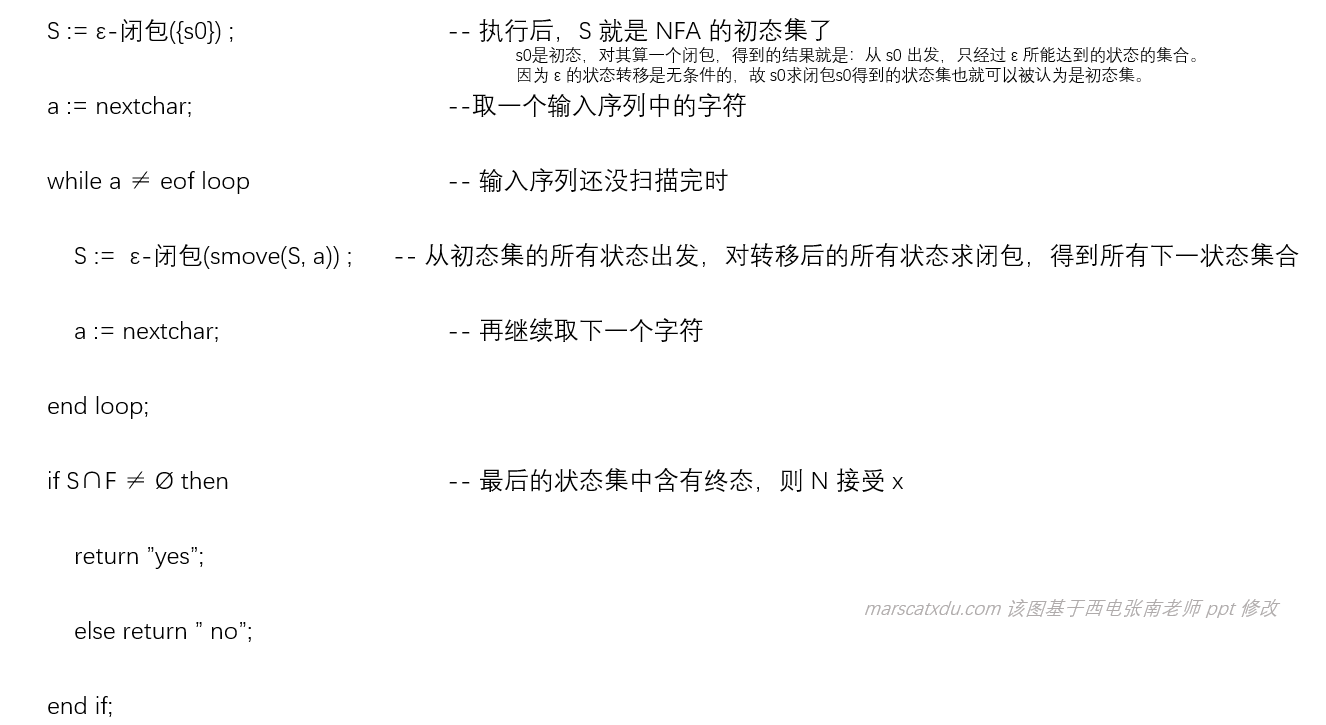 S := ε-闭包({s0}) ; -- 执行后，S 就是 NFA 的初态集了
s0是初态，对其算一个闭包，得到的结果就是：从 s0 出发，只经过 ε 所能达到的状态的集合。
因为 ε 的状态转移是无条件的，故 s0求闭包s0得到的状态集也就可以被认为是初态集。
a := nextchar; --取一个输入序列中的字符
while a ≠ eof loop -- 输入序列还没扫描完时
S := ε-闭包(smove(S, a)) ; -- 从初态集的所有状态出发，对转移后的所有状态求闭包，得到所有下一状态集合
a := nextchar; -- 再继续取下一个字符
end loop;
if S∩F ≠ Ø then -- 最后的状态集中含有终态，则 N 接受 x
return ”yes”;
marscatxdu.com 该图基于西电张南老师 ppt 修改
else return ” no”;
end if;